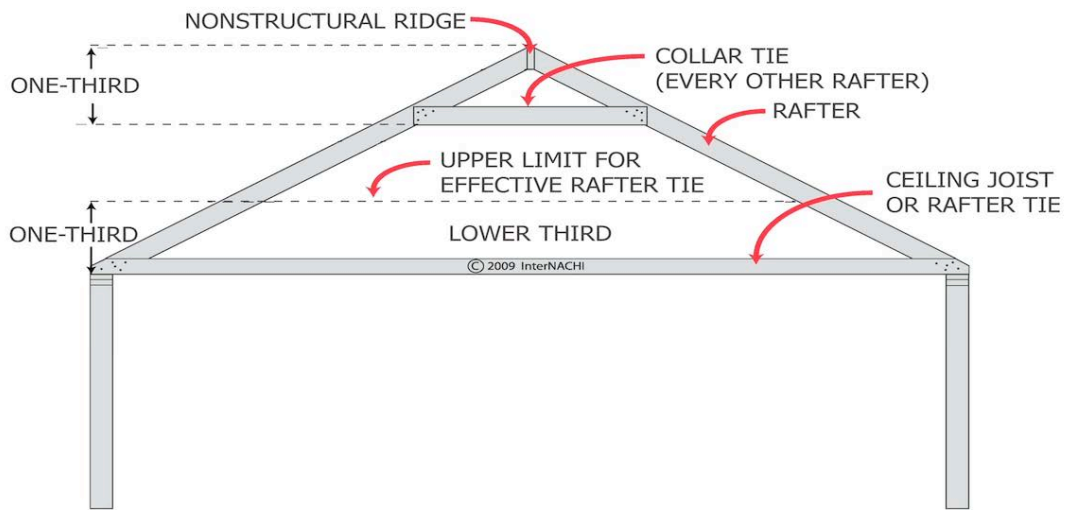 NONSTRUCTURAL RIDGE
ONE-THIRD
COLLAR TIE
(EVERY OTHER RAFTER)
RAFTER
UPPER LIMIT FOR
EFFECTIVE RAFTER TIE
CEILING JOIST
OR RAFTER TIE
ONE-THIRD
LOWER THIRD
© 2009 InterNACHI